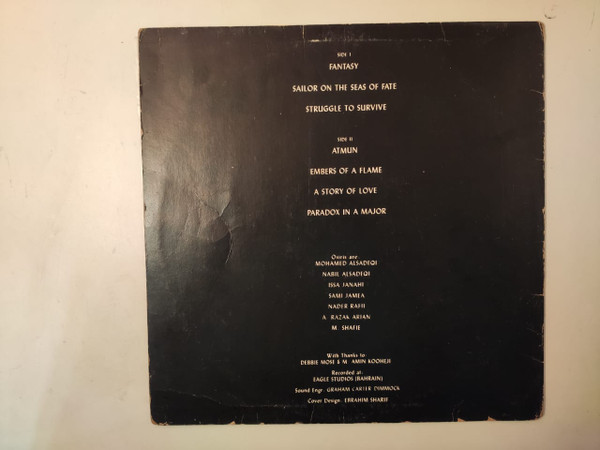 SIDE I
FANTASY
SAILOR ON THE SEAS OF FATE
STRUGGLE TO SURVIVE
SIDE II
ATMUN
EMBERS OF A FLAME
A STORY OF LOVE
PARADOX IN A MAJOR
Osiris are
MOHAMED ALSADEQI
NABIL ALSADEQI
ISSA JANAHI
SAMI JAMEA
NADER RAFII
A. RAZAK ARIAN
M. SHAFIE
With Thanks to
DEBBIE MOSE & M. AMIN KOOHEJI
Recorded at:
EAGLE STUDIOS (BAHRAIN)
Sound Engr. GRAHAM CARTER DIMMOCK
Cover Design. EBRAHIM SHARIF